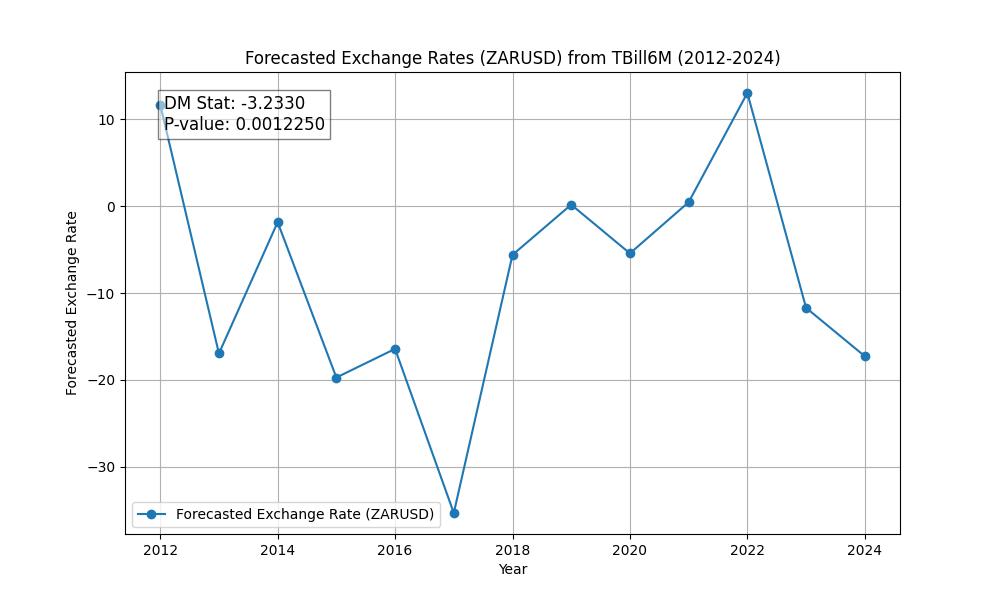 Forecasted Exchange Rates (ZARUSD) from TBill6M (2012-2024)
DM Stat: -3.2330
P-value: 0.0012250
Forecasted Exchange Rate
10
0
−10
−20
−30
Forecasted Exchange Rate (ZARUSD)
2012 2014 2016 2018 2020 2022 2024
Year